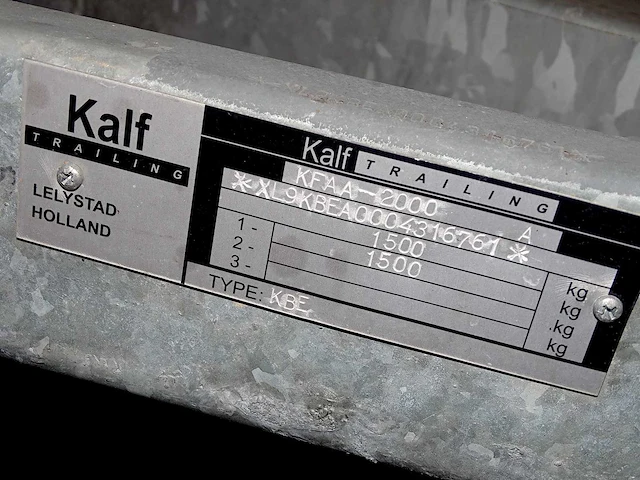 Kalf
TRAILING
LELYSTAD
HOLLAND
Kalf TRAILING
KFAA-12000 A
*XL9KBEA0004316761*
1- 1500 kg
2- 1500 kg
3- kg
kg
TYPE: KBE